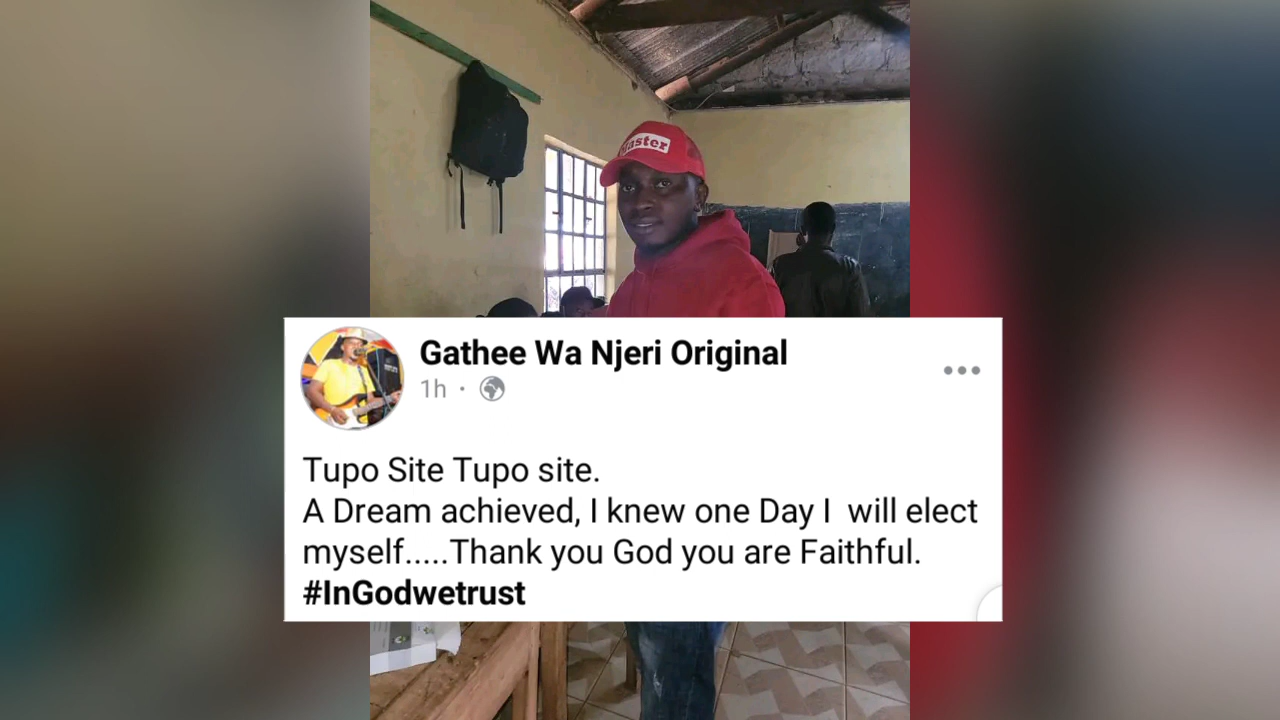 Master
Gathee Wa Njeri Original
1h ·
Tupo Site Tupo site.
A Dream achieved, I knew one Day I will elect
myself.....Thank you God you are Faithful.
#InGodwetrust